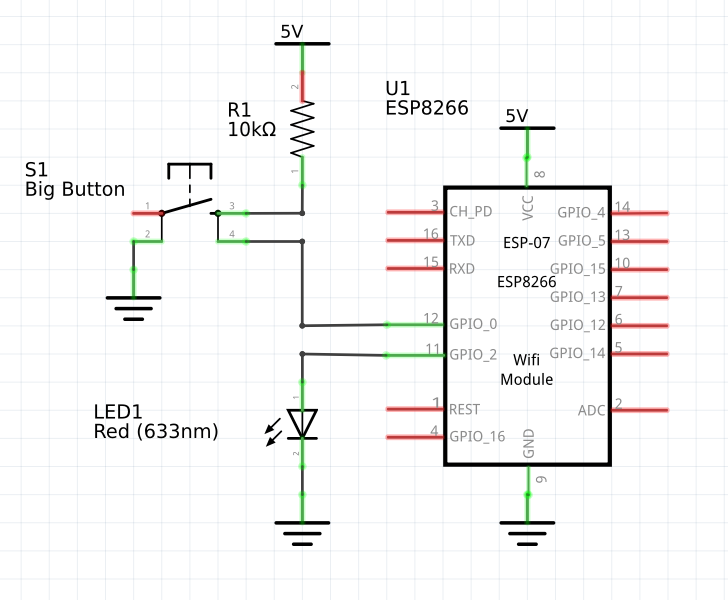 5V
2
R1
10kΩ
1
S1
Big Button
1
3
2
4
U1
ESP8266
5V
8
VCC
3 CH_PD
GPIO_4 14
16 TXD
ESP-07
GPIO_5 13
15 RXD
GPIO_15 10
ESP8266
GPIO_13 7
12 GPIO_0
GPIO_12 6
11 GPIO_2
GPIO_14 5
Wifi
Module
1 REST
ADC 2
4 GPIO_16
GND
9
LED1
Red (633nm)
1
2